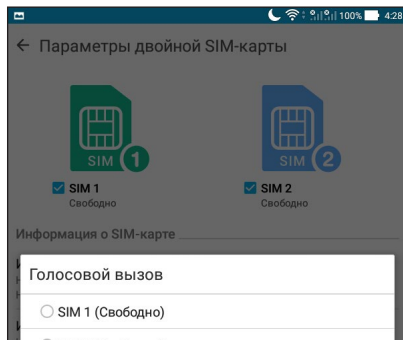 100% 4:28
Параметры двойной SIM-карты
SIM 1 SIM 2
SIM 1 SIM 2
Свободно Свободно
Информация о SIM-карте
Голосовой вызов
SIM 1 (Свободно)